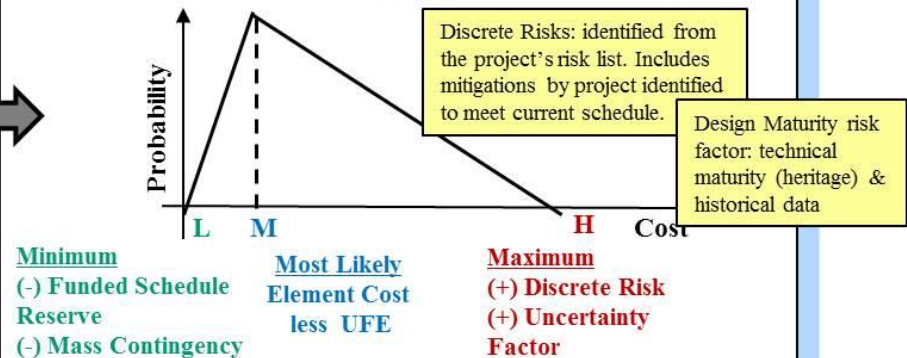 Probability
Discrete Risks: identified from
the project's risk list. Includes
mitigations by project identified
to meet current schedule.
Design Maturity risk
factor: technical
maturity (heritage) &
historical data
L
M
H
Cost
Minimum
(-) Funded Schedule
Reserve
(-) Mass Contingency
Most Likely
Element Cost
less UFE
Maximum
(+) Discrete Risk
(+) Uncertainty
Factor